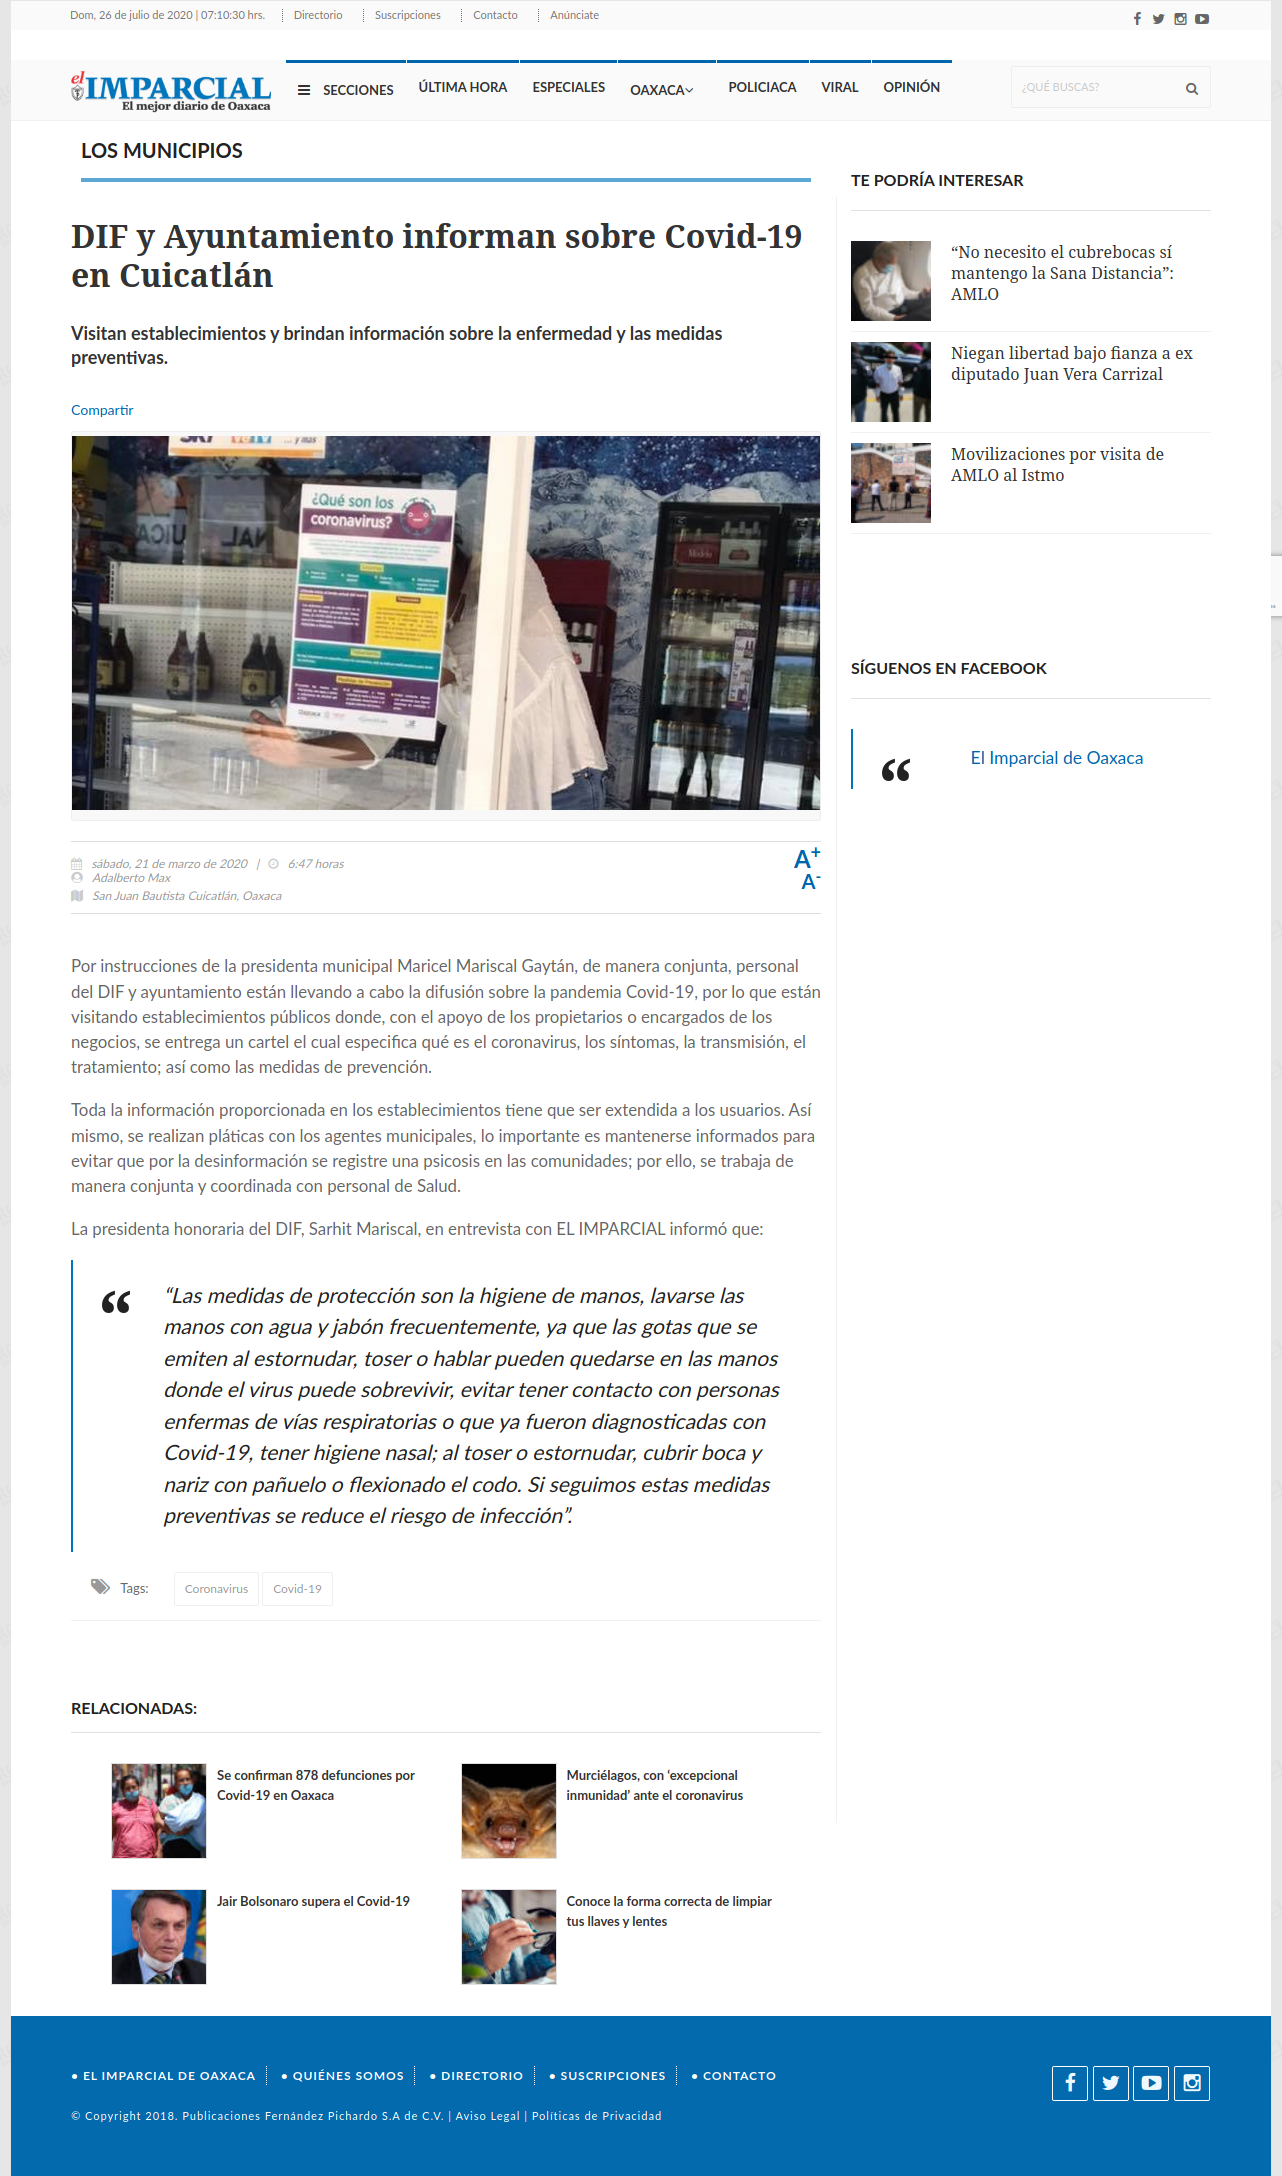 Dom, 26 de julio de 2020 | 07:10:30 hrs.
Directorio
Suscripciones
Contacto
Anúnciate
el IMPARCIAL
El mejor diario de Oaxaca
SECCIONES
ÚLTIMA HORA
ESPECIALES
OAXACA
POLICIACA
VIRAL
OPINIÓN
¿QUÉ BUSCAS?
LOS MUNICIPIOS
DIF y Ayuntamiento informan sobre Covid-19
en Cuicatlán
Visitan establecimientos y brindan información sobre la enfermedad y las medidas
preventivas.
Compartir
SKY
VeTV
...y más
¿Qué son los
coronavirus?
Modelo
sábado, 21 de marzo de 2020 | 6:47 horas
Adalberto Max
San Juan Bautista Cuicatlán, Oaxaca
A+
A-
Por instrucciones de la presidenta municipal Maricel Mariscal Gaytán, de manera conjunta, personal
del DIF y ayuntamiento están llevando a cabo la difusión sobre la pandemia Covid-19, por lo que están
visitando establecimientos públicos donde, con el apoyo de los propietarios o encargados de los
negocios, se entrega un cartel el cual especifica qué es el coronavirus, los síntomas, la transmisión, el
tratamiento; así como las medidas de prevención.
Toda la información proporcionada en los establecimientos tiene que ser extendida a los usuarios. Así
mismo, se realizan pláticas con los agentes municipales, lo importante es mantenerse informados para
evitar que por la desinformación se registre una psicosis en las comunidades; por ello, se trabaja de
manera conjunta y coordinada con personal de Salud.
La presidenta honoraria del DIF, Sarhit Mariscal, en entrevista con EL IMPARCIAL informó que:
“
“Las medidas de protección son la higiene de manos, lavarse las
manos con agua y jabón frecuentemente, ya que las gotas que se
emiten al estornudar, toser o hablar pueden quedarse en las manos
donde el virus puede sobrevivir, evitar tener contacto con personas
enfermas de vías respiratorias o que ya fueron diagnosticadas con
Covid-19, tener higiene nasal; al toser o estornudar, cubrir boca y
nariz con pañuelo o flexionado el codo. Si seguimos estas medidas
preventivas se reduce el riesgo de infección”.
Tags:
Coronavirus
Covid-19
RELACIONADAS:
Se confirman 878 defunciones por
Covid-19 en Oaxaca
Murciélagos, con ‘excepcional
inmunidad’ ante el coronavirus
Jair Bolsonaro supera el Covid-19
Conoce la forma correcta de limpiar
tus llaves y lentes
TE PODRÍA INTERESAR
“No necesito el cubrebocas sí
mantengo la Sana Distancia”:
AMLO
Niegan libertad bajo fianza a ex
diputado Juan Vera Carrizal
Movilizaciones por visita de
AMLO al Istmo
SÍGUENOS EN FACEBOOK
“
El Imparcial de Oaxaca
• EL IMPARCIAL DE OAXACA
• QUIÉNES SOMOS
• DIRECTORIO
• SUSCRIPCIONES
• CONTACTO
© Copyright 2018. Publicaciones Fernández Pichardo S.A de C.V. | Aviso Legal | Políticas de Privacidad